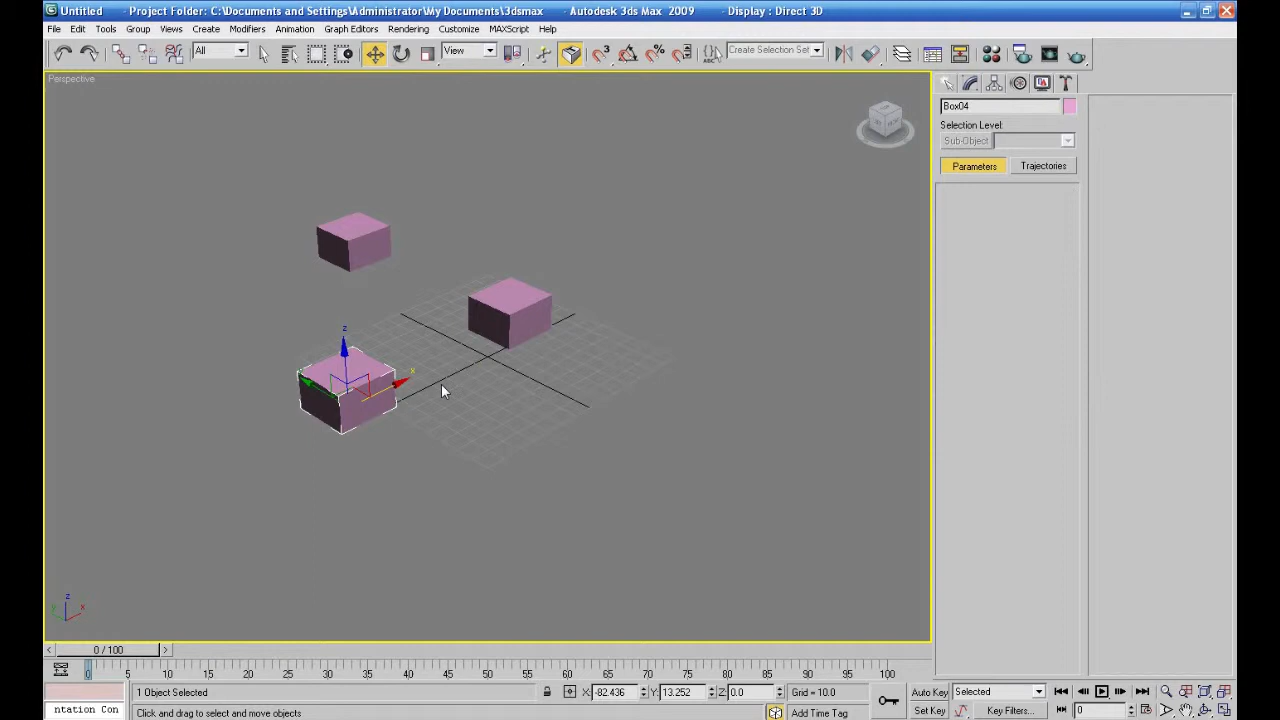 Untitled - Project Folder: C:\Documents and Settings\Administrator\My Documents\3dsmax - Autodesk 3ds Max 2009 - Display : Direct 3D
File Edit Tools Group Views Create Modifiers Animation Graph Editors Rendering Customize MAXScript Help
All View 3 Create Selection Set
Perspective
Box04
Selection Level:
Sub-Object
Parameters Trajectories
z
x
z
y x
0 / 100
0 5 10 15 20 25 30 35 40 45 50 55 60 65 70 75 80 85 90 95 100
1 Object Selected X: -82.436 Y: 13.252 Z: 0.0 Grid = 10.0 Auto Key Selected
ntation Con Click and drag to select and move objects Add Time Tag Set Key Key Filters... 0